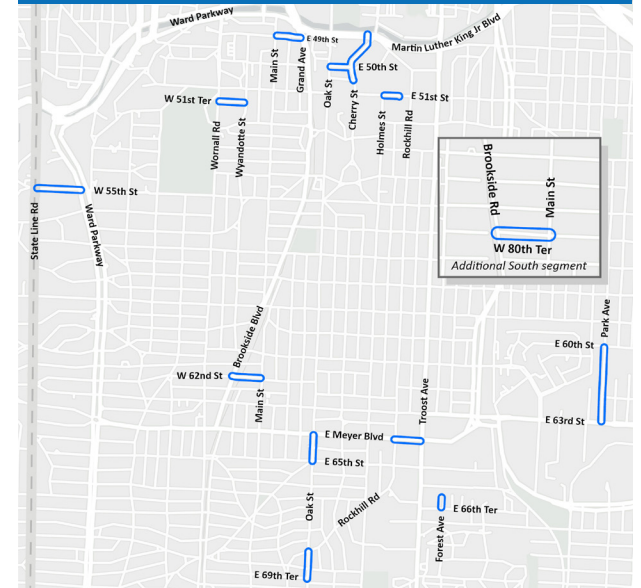 Ward Parkway
Martin Luther King Jr Blvd
E 49th St
Main St
Grand Ave
E 50th St
Oak St
Cherry St
E 51st St
Holmes St
Rockhill Rd
W 51st Ter
Wornall Rd
Wyandotte St
Brookside Rd
Main St
W 80th Ter
Additional South segment
W 55th St
State Line Rd
Ward Parkway
Brookside Blvd
Park Ave
E 60th St
W 62nd St
Main St
Troost Ave
E 63rd St
E Meyer Blvd
E 65th St
Oak St
Rockhill Rd
E 66th Ter
Forest Ave
E 69th Ter